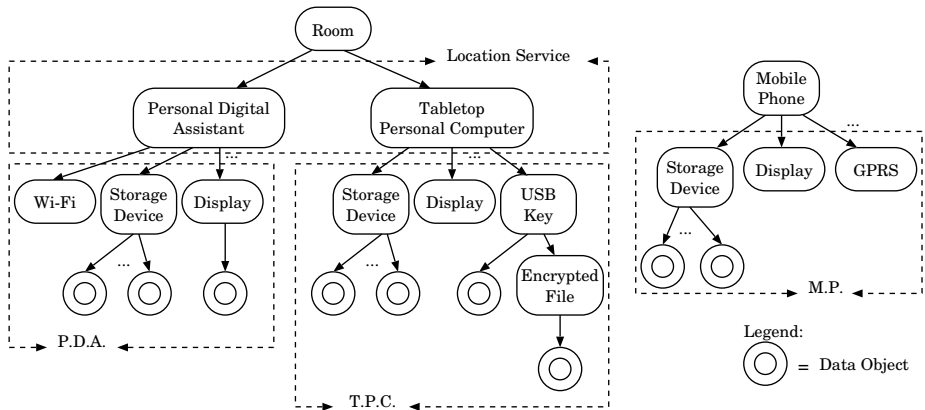 Room
Location Service
Personal Digital
Assistant
Tabletop
Personal Computer
Mobile
Phone
...
...
...
Wi-Fi
Storage
Device
Display
Storage
Device
Display
USB
Key
Storage
Device
Display
GPRS
...
...
...
Encrypted
File
M.P.
P.D.A.
T.P.C.
Legend:
= Data Object